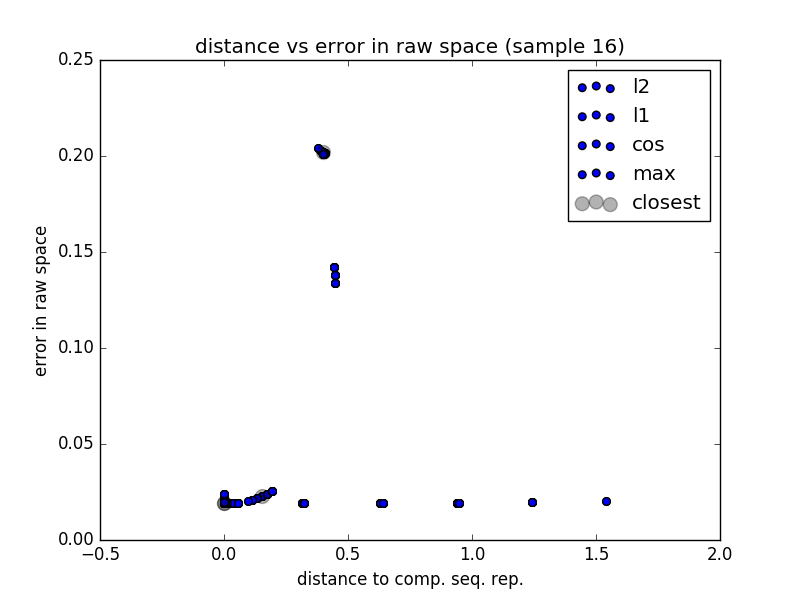 distance vs error in raw space (sample 16)
0.25
0.20
0.15
0.10
0.05
0.00
error in raw space
l2
l1
cos
max
closest
−0.5 0.0 0.5 1.0 1.5 2.0
distance to comp. seq. rep.